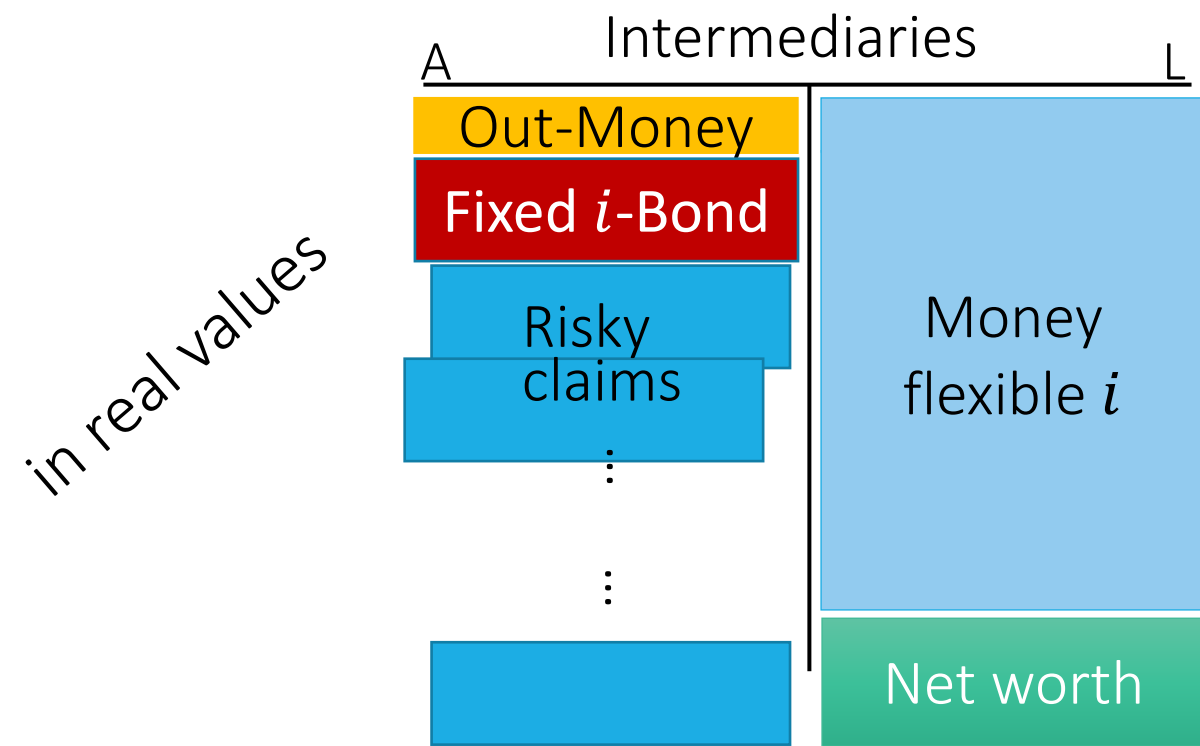 Intermediaries
A
L
Out-Money
Fixed i-Bond
in real values
Risky
claims
Money
flexible i
⋮
⋮
Net worth